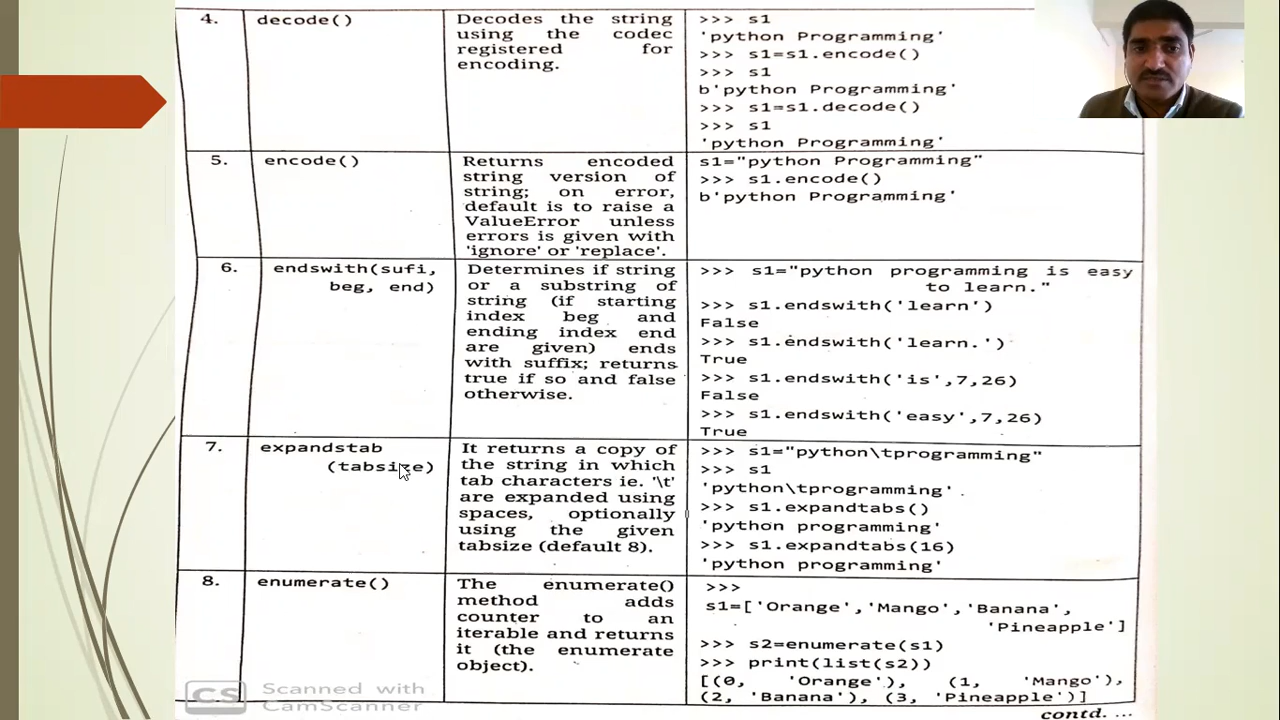 4.
decode()
Decodes the string
using the codec
registered for
encoding.
>>> s1
'python Programming'
>>> s1=s1.encode()
>>> s1
b'python Programming'
>>> s1=s1.decode()
>>> s1
'python Programming'
5.
encode()
Returns encoded
string version of
string; on error,
default is to raise a
ValueError unless
errors is given with
'ignore' or 'replace'.
s1="python Programming"
>>> s1.encode()
b'python Programming'
6.
endswith(sufi,
beg, end)
Determines if string
or a substring of
string (if starting
index beg and
ending index end
are given) ends
with suffix; returns
true if so and false
otherwise.
>>> s1="python programming is easy
to learn."
>>> s1.endswith('learn')
False
>>> s1.endswith('learn.')
True
>>> s1.endswith('is',7,26)
False
>>> s1.endswith('easy',7,26)
True
7.
expandstab
(tabsize)
It returns a copy of
the string in which
tab characters ie. '\t'
are expanded using
spaces, optionally
using the given
tabsize (default 8).
>>> s1="python\tprogramming"
>>> s1
'python\tprogramming'
>>> s1.expandtabs()
'python programming'
>>> s1.expandtabs(16)
'python programming'
8.
enumerate()
The enumerate()
method adds
counter to an
iterable and returns
it (the enumerate
object).
>>>
s1=['Orange','Mango','Banana',
'Pineapple']
>>> s2=enumerate(s1)
>>> print(list(s2))
[(0, 'Orange'), (1, 'Mango'),
(2, 'Banana'), (3, 'Pineapple')]
contd. ...
CS Scanned with
CamScanner